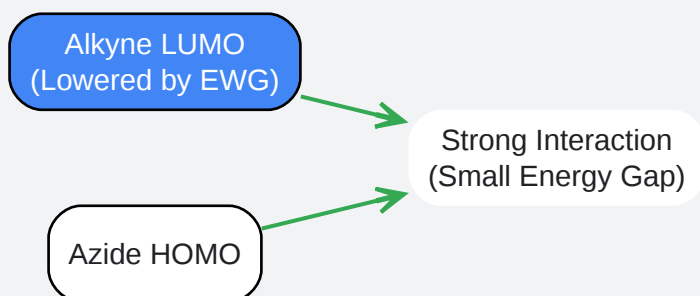 Alkyne LUMO
(Lowered by EWG)
Strong Interaction
(Small Energy Gap)
Azide HOMO